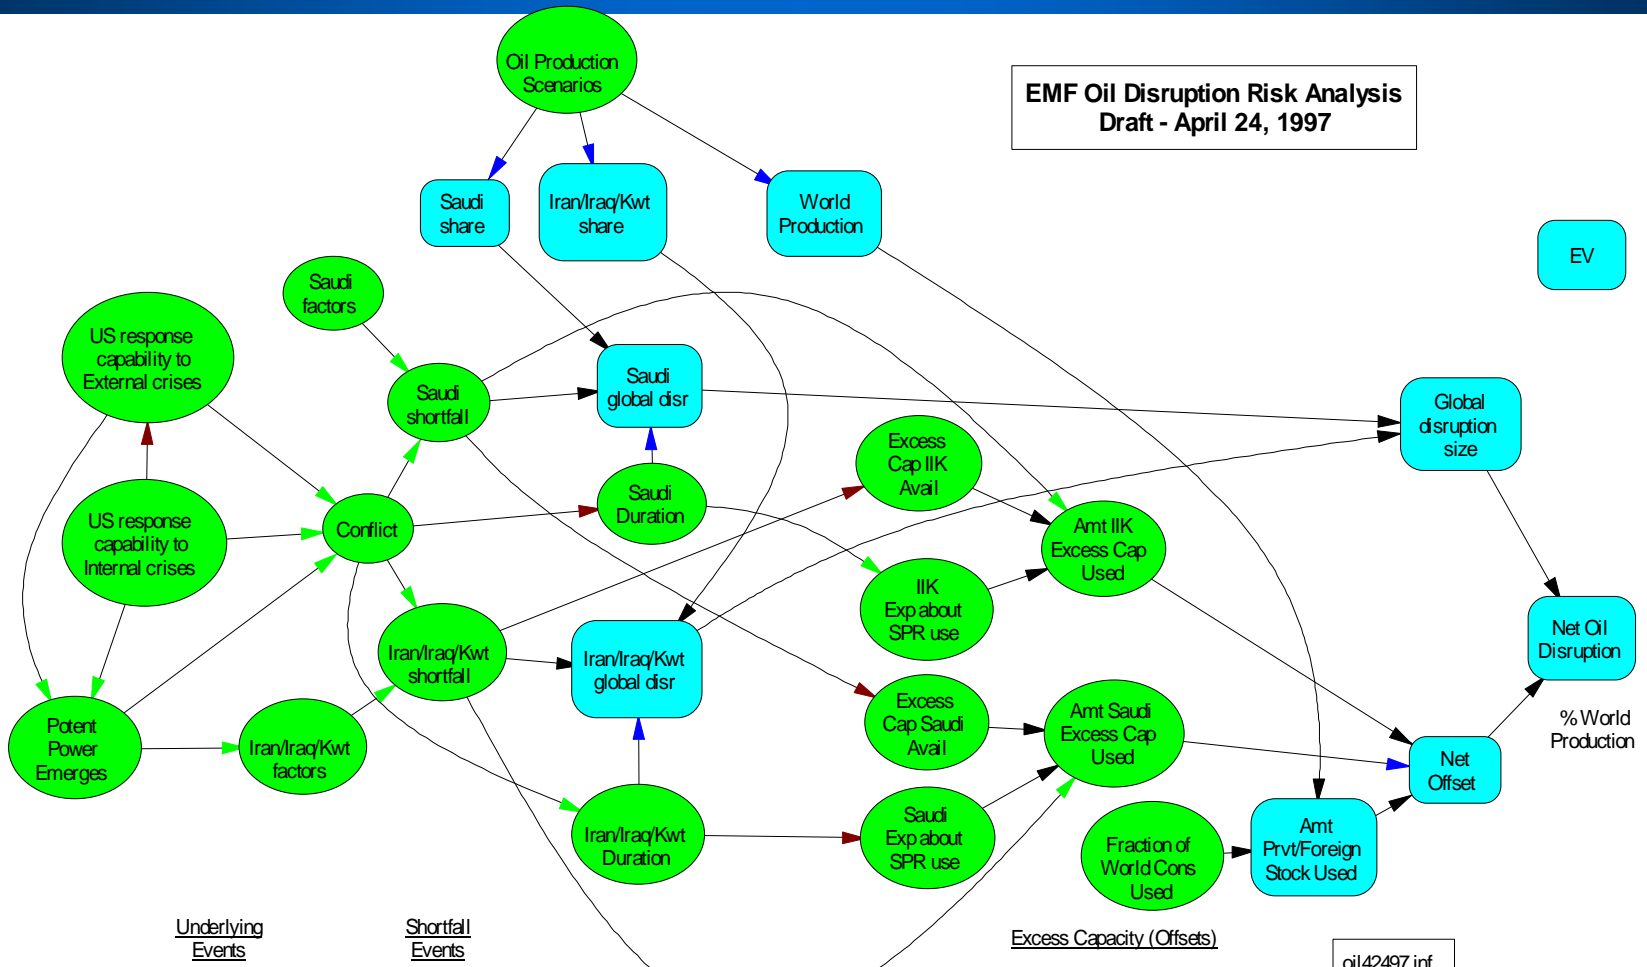 Oil Production
Scenarios
EMF Oil Disruption Risk Analysis
Draft - April 24, 1997
Saudi
share
Iran/Iraq/Kwt
share
World
Production
EV
Saudi
factors
US response
capability to
External crises
Saudi
shortfall
Saudi
global disr
Global
disruption
size
Excess
Cap IIK
Avail
US response
capability to
Internal crises
Conflict
Saudi
Duration
Amt IIK
Excess Cap
Used
IIK
Exp about
SPR use
Iran/Iraq/Kwt
shortfall
Iran/Iraq/Kwt
global disr
Net Oil
Disruption
% World
Production
Potent
Power
Emerges
Iran/Iraq/Kwt
factors
Excess
Cap Saudi
Avail
Amt Saudi
Excess Cap
Used
Net
Offset
Iran/Iraq/Kwt
Duration
Saudi
Exp about
SPR use
Fraction of
World Cons
Used
Amt
Prvt/Foreign
Stock Used
Underlying
Events
Shortfall
Events
Excess Capacity (Offsets)
oil42497.inf